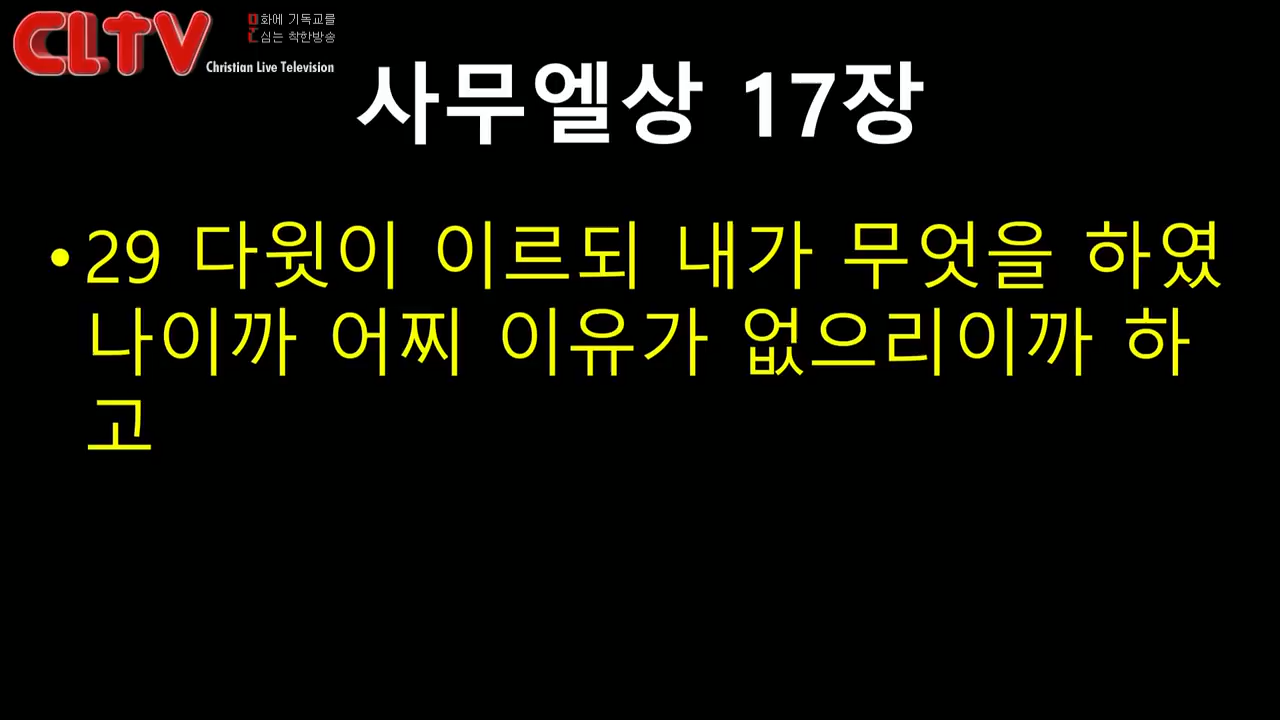 CLTV
화에 기독교를
심는 착한방송
Christian Live Television
사무엘상 17장
• 29 다윗이 이르되 내가 무엇을 하였
나이까 어찌 이유가 없으리이까 하
고